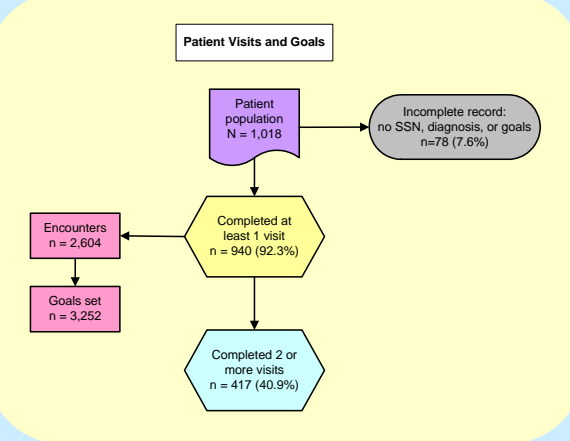 Patient Visits and Goals
Patient
population
N = 1,018
Incomplete record:
no SSN, diagnosis, or goals
n=78 (7.6%)
Completed at
least 1 visit
n = 940 (92.3%)
Encounters
n = 2,604
Goals set
n = 3,252
Completed 2 or
more visits
n = 417 (40.9%)